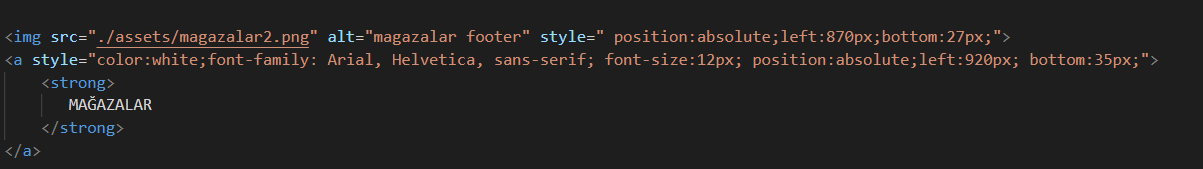 <img src="./assets/magazalar2.png" alt="magazalar footer" style=" position:absolute;left:870px;bottom:27px;">
<a style="color:white;font-family: Arial, Helvetica, sans-serif; font-size:12px; position:absolute;left:920px; bottom:35px;">
<strong>
MAĞAZALAR
</strong>
</a>